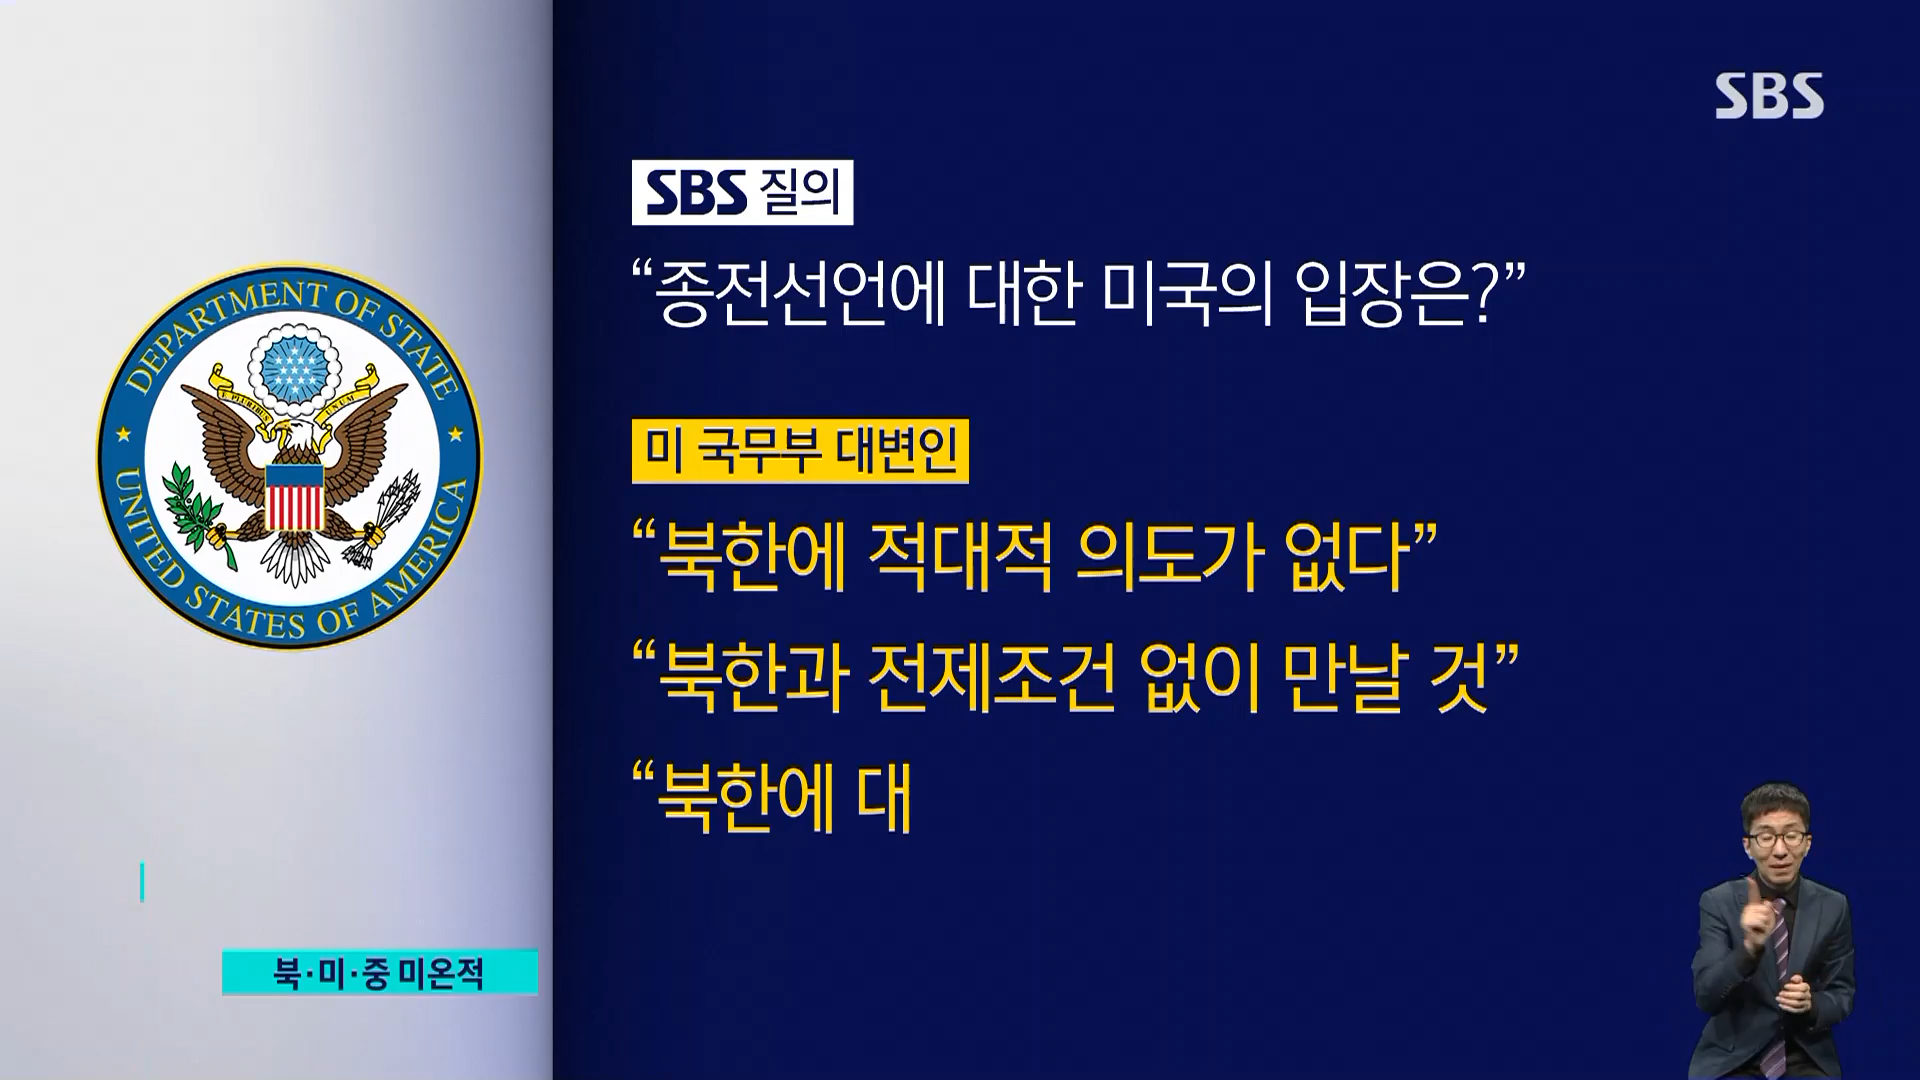 SBS
SBS 질의
“종전선언에 대한 미국의 입장은?”
미 국무부 대변인
“북한에 적대적 의도가 없다”
“북한과 전제조건 없이 만날 것”
“북한에 대
DEPARTMENT OF STATE
E PLURIBUS UNUM
UNITED STATES OF AMERICA
북·미·중 미온적